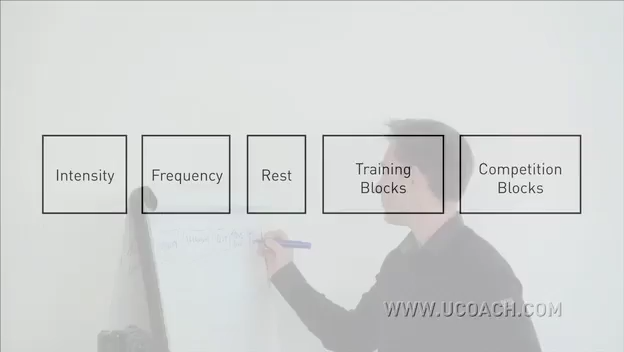 Intensity
Frequency
Rest
Training
Blocks
Competition
Blocks
WWW.UCOACH.COM